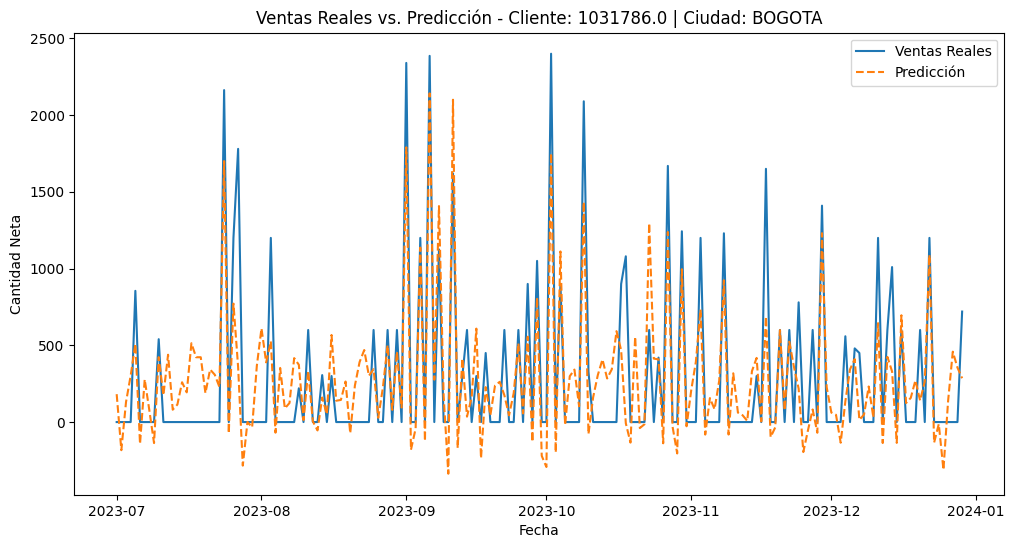 Ventas Reales vs. Predicción - Cliente: 1031786.0 | Ciudad: BOGOTA
Ventas Reales
Predicción
Cantidad Neta
2500
2000
1500
1000
500
0
2023-07
2023-08
2023-09
2023-10
2023-11
2023-12
2024-01
Fecha